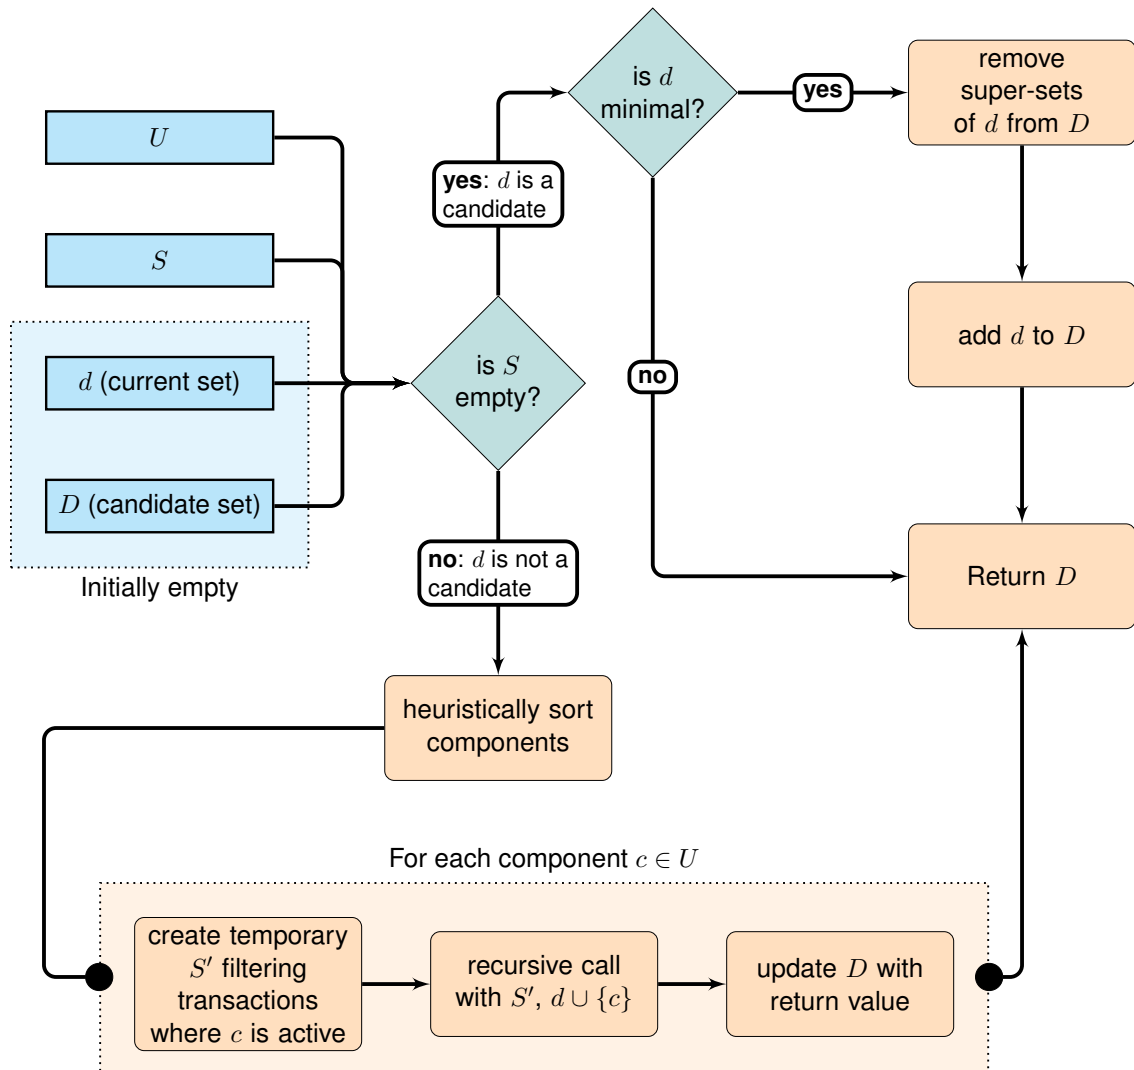 U
S
d (current set)
D (candidate set)
Initially empty
is S
empty?
yes: d is a
candidate
is d
minimal?
yes
remove
super-sets
of d from D
add d to D
no
Return D
no: d is not a
candidate
heuristically sort
components
For each component c ∈ U
create temporary
S′ filtering
transactions
where c is active
recursive call
with S′, d ∪ {c}
update D with
return value